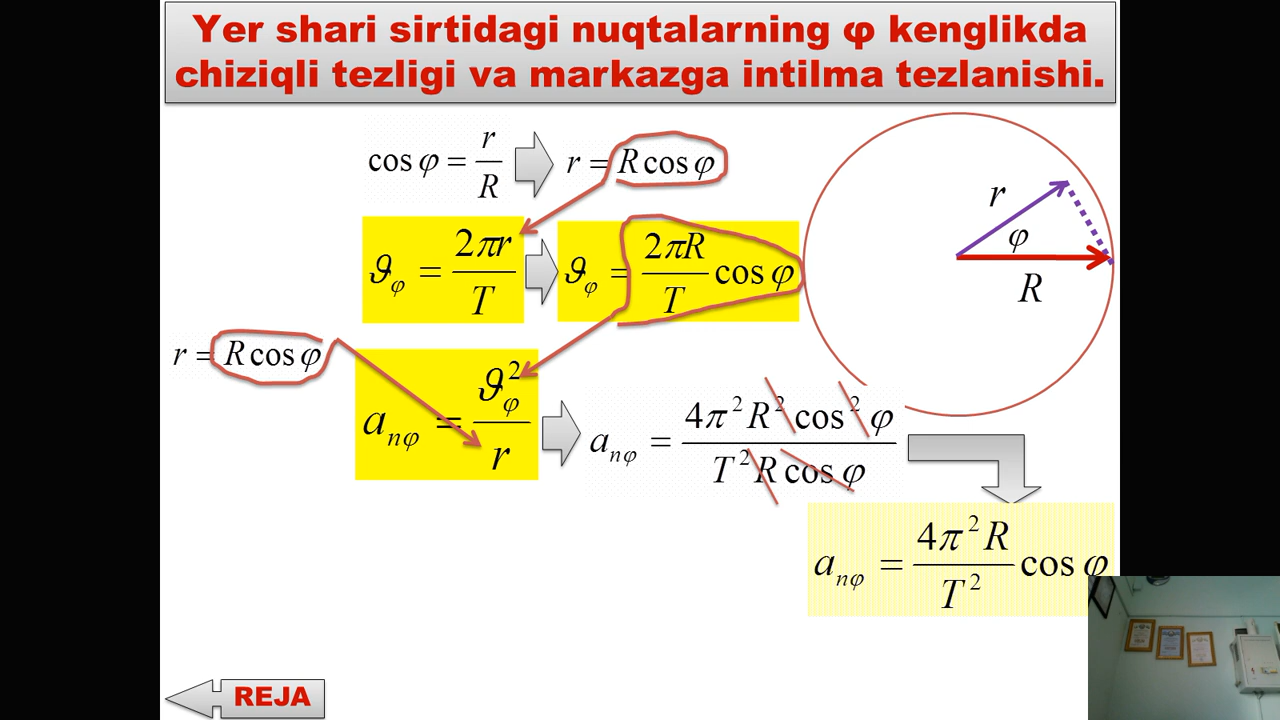 Yer shari sirtidagi nuqtalarning φ kenglikda
chiziqli tezligi va markazga intilma tezlanishi.
cos φ = r/R
r = R cos φ
r
φ
R
ϑ_φ = 2πr/T
ϑ_φ = 2πR/T cos φ
r = R cos φ
a_nφ = ϑ_φ²/r
a_nφ = 4π²R² cos² φ/T²R cos φ
a_nφ = 4π²R/T² cos φ
REJA